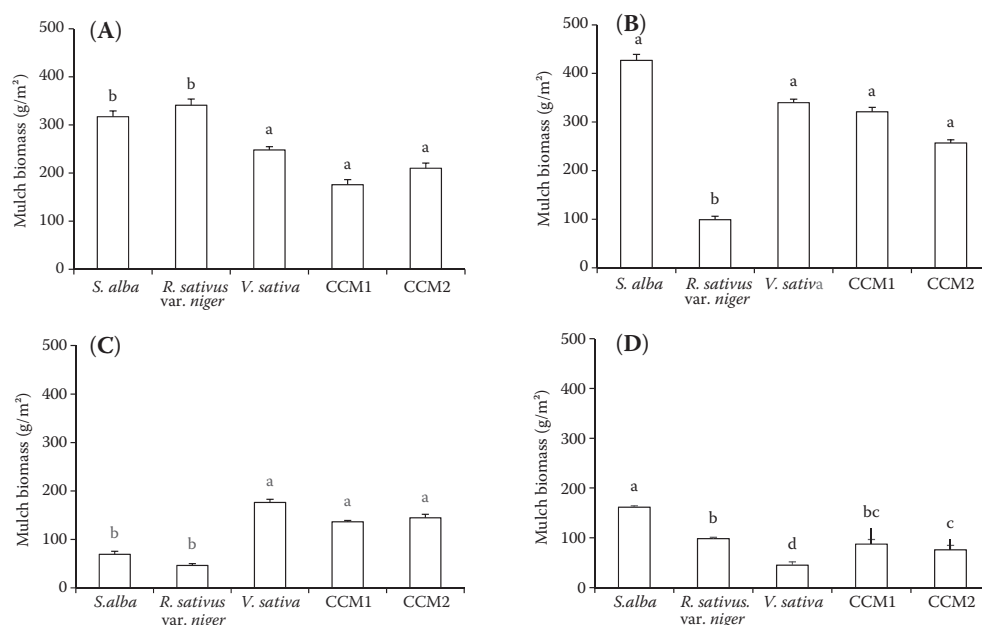 (A)
Mulch biomass (g/m²)
500
400
300
200
100
0
b
b
a
a
a
S. alba
R. sativus
var. niger
V. sativa
CCM1
CCM2
(B)
Mulch biomass (g/m²)
500
400
300
200
100
0
a
b
a
a
a
S. alba
R. sativus
var. niger
V. sativa
CCM1
CCM2
(C)
Mulch biomass (g/m²)
500
400
300
200
100
0
b
b
a
a
a
S.alba
R. sativus
var. niger
V. sativa
CCM1
CCM2
(D)
Mulch biomass (g/m²)
500
400
300
200
100
0
a
b
d
bc
c
S.alba
R. sativus.
var. niger
V. sativa
CCM1
CCM2